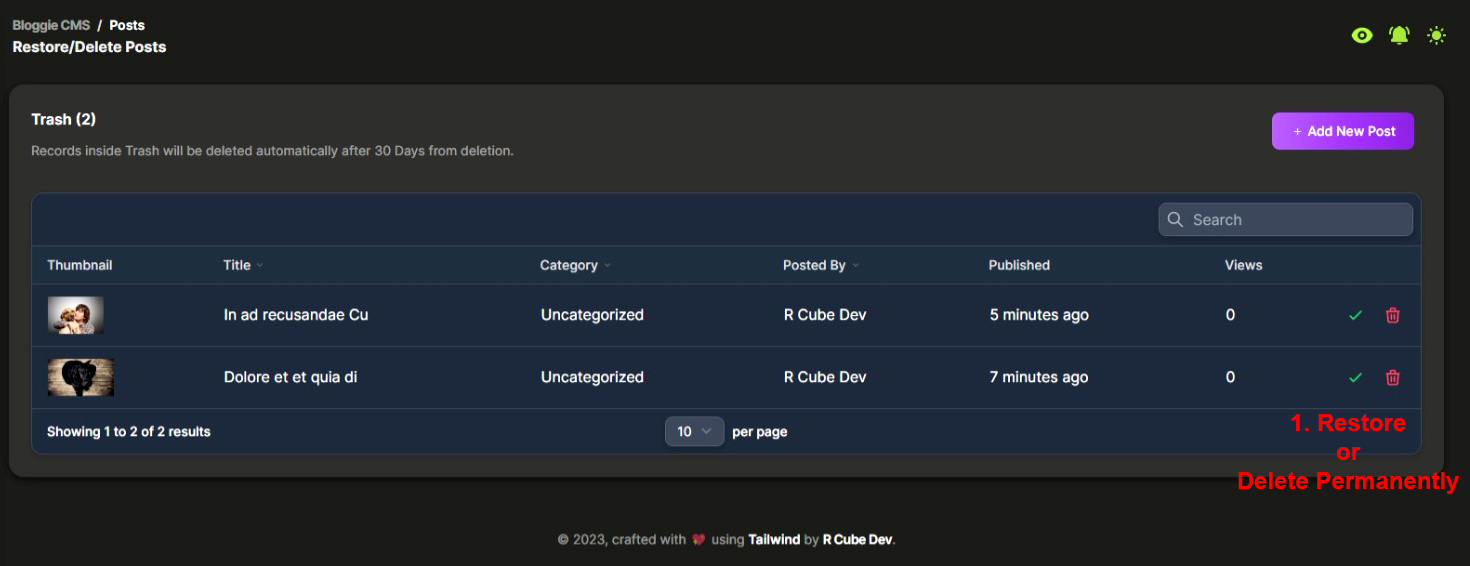 Bloggie CMS / Posts
Restore/Delete Posts
Trash (2)
Records inside Trash will be deleted automatically after 30 Days from deletion.
+ Add New Post
Search
Thumbnail Title Category Posted By Published Views
In ad recusandae Cu Uncategorized R Cube Dev 5 minutes ago 0
Dolore et et quia di Uncategorized R Cube Dev 7 minutes ago 0
Showing 1 to 2 of 2 results 10 per page
1. Restore
or
Delete Permanently
© 2023, crafted with 💖 using Tailwind by R Cube Dev.